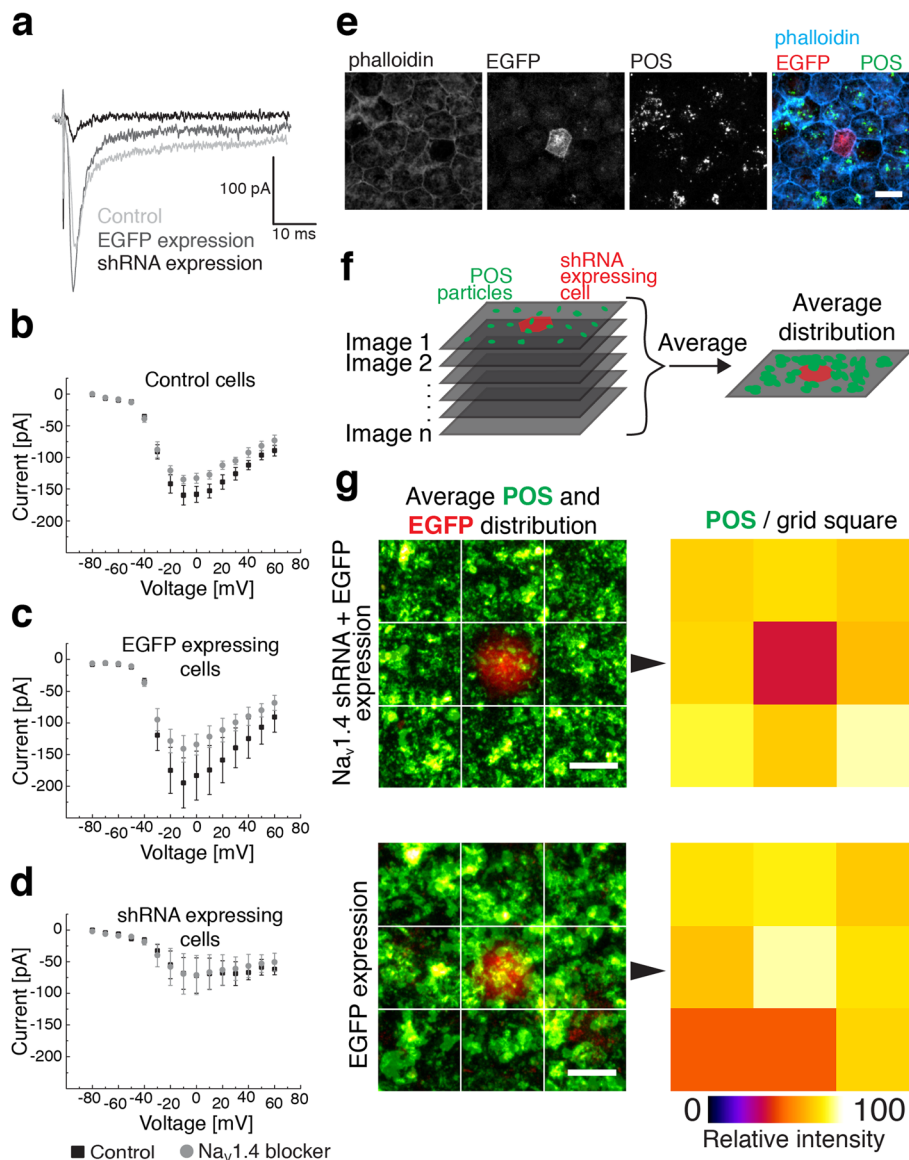 a
100 pA
10 ms
Control
EGFP expression
shRNA expression
b
Control cells
Current [pA]
0
-50
-100
-150
-200
-80 -60 -40 -20 0 20 40 60 80
Voltage [mV]
c
EGFP expressing
cells
Current [pA]
0
-50
-100
-150
-200
-80 -60 -40 -20 0 20 40 60 80
Voltage [mV]
d
shRNA expressing
cells
Current [pA]
0
-50
-100
-150
-200
-80 -60 -40 -20 0 20 40 60 80
Voltage [mV]
Control Nav1.4 blocker
e
phalloidin EGFP POS
phalloidin
EGFP POS
f
POS
particles
shRNA
expressing
cell
Image 1
Image 2
Image n
Average
Average
distribution
g
Average POS and
EGFP distribution
POS / grid square
Nav1.4 shRNA + EGFP
expression
EGFP expression
0 100
Relative intensity